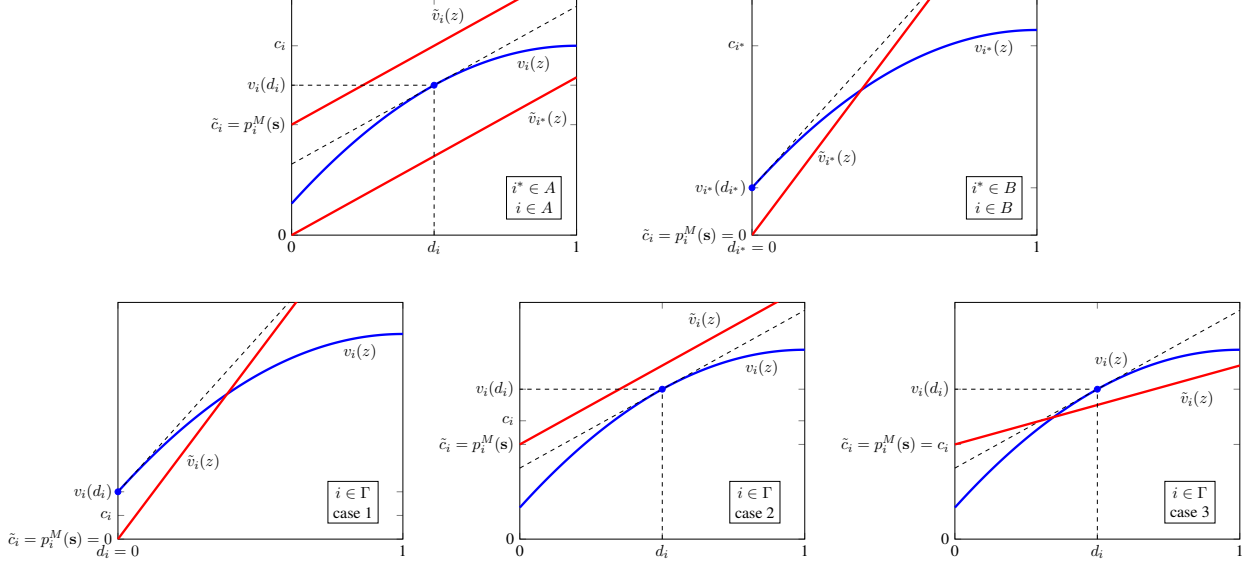 ṽ_i(z)
c_i
v_i(z)
v_i(d_i)
c̃_i = p_i^M(s)
ṽ_{i*}(z)
i* ∈ A
i ∈ A
0
0
d_i
1
c_{i*}
v_{i*}(z)
ṽ_{i*}(z)
v_{i*}(d_{i*})
i* ∈ B
i ∈ B
c̃_i = p_i^M(s) = 0
d_{i*} = 0
1
v_i(z)
ṽ_i(z)
v_i(d_i)
c_i
i ∈ Γ
case 1
c̃_i = p_i^M(s) = 0
d_i = 0
1
ṽ_i(z)
v_i(z)
v_i(d_i)
c_i
c̃_i = p_i^M(s)
i ∈ Γ
case 2
0
d_i
1
v_i(z)
v_i(d_i)
ṽ_i(z)
c̃_i = p_i^M(s) = c_i
i ∈ Γ
case 3
0
d_i
1